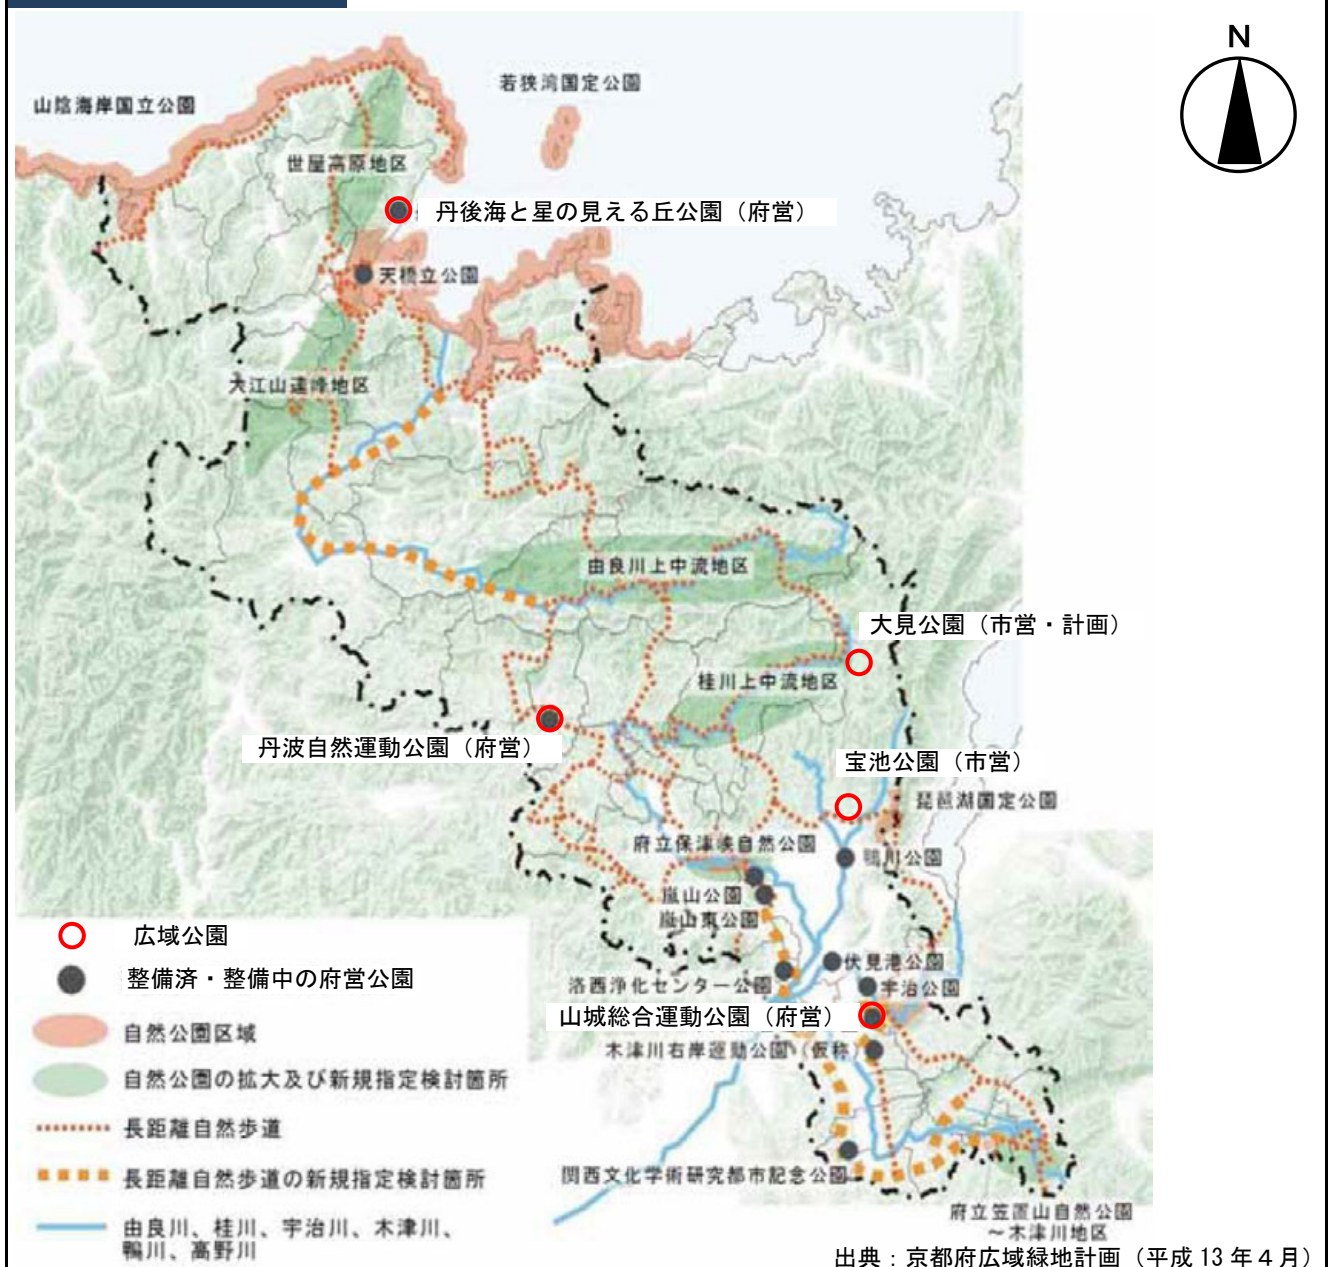 N
若狭湾国定公園
山陰海岸国立公園
世屋高原地区
丹後海と星の見える丘公園（府営）
天橋立公園
大江山連峰地区
由良川上中流地区
大見公園（市営・計画）
桂川上中流地区
丹波自然運動公園（府営）
宝池公園（市営）
琵琶湖国定公園
府立保津峡自然公園
鴨川公園
嵐山公園
嵐山東公園
伏見港公園
洛西浄化センター公園
宇治公園
山城総合運動公園（府営）
木津川右岸運動公園（仮称）
関西文化学術研究都市記念公園
府立笠置山自然公園
～木津川地区
広域公園
整備済・整備中の府営公園
自然公園区域
自然公園の拡大及び新規指定検討箇所
長距離自然歩道
長距離自然歩道の新規指定検討箇所
由良川、桂川、宇治川、木津川、
鴨川、高野川
出典：京都府広域緑地計画（平成13年４月）